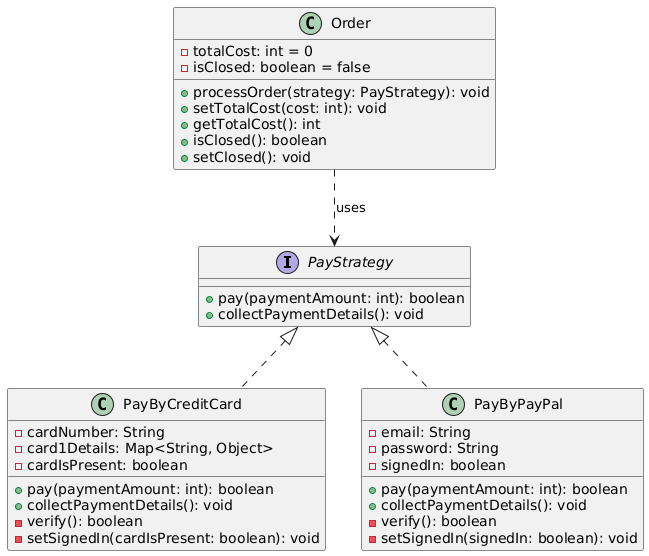 C Order
totalCost: int = 0
isClosed: boolean = false
processOrder(strategy: PayStrategy): void
setTotalCost(cost: int): void
getTotalCost(): int
isClosed(): boolean
setClosed(): void
uses
I PayStrategy
pay(paymentAmount: int): boolean
collectPaymentDetails(): void
C PayByCreditCard
cardNumber: String
card1Details: Map<String, Object>
cardIsPresent: boolean
pay(paymentAmount: int): boolean
collectPaymentDetails(): void
verify(): boolean
setSignedIn(cardIsPresent: boolean): void
C PayByPayPal
email: String
password: String
signedIn: boolean
pay(paymentAmount: int): boolean
collectPaymentDetails(): void
verify(): boolean
setSignedIn(signedIn: boolean): void